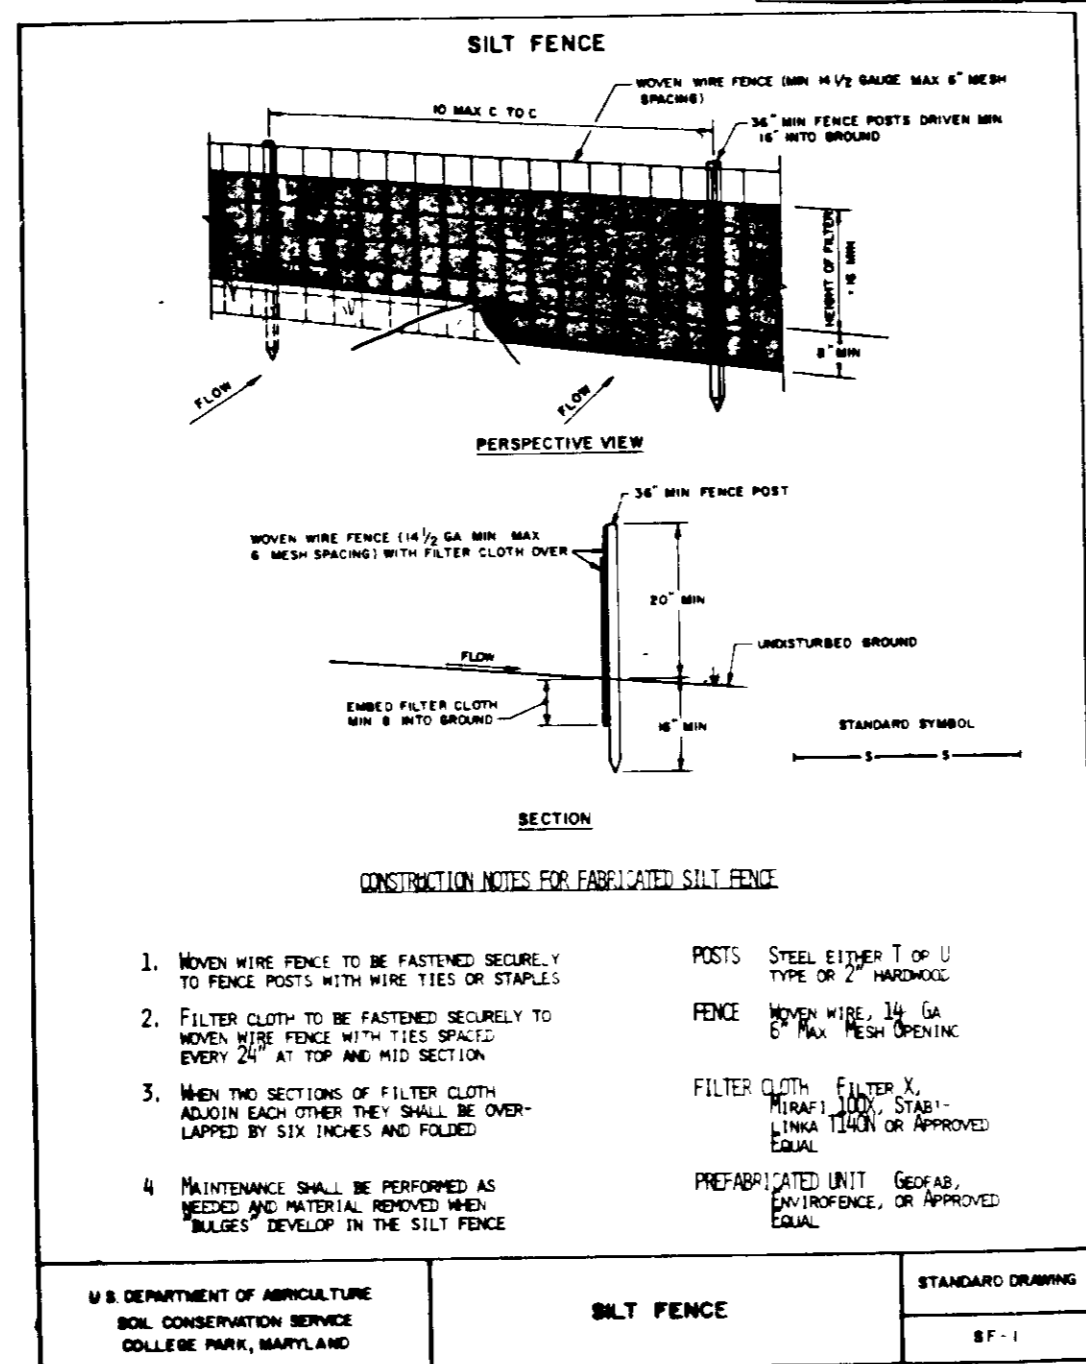 SILT FENCE
WOVEN WIRE FENCE (MIN 14 1/2 GAUGE MAX 6" MESH
SPACING)
10 MAX C TO C
36" MIN FENCE POSTS DRIVEN MIN
16" INTO GROUND
HEIGHT OF FILTER
16 MIN
8" MIN
FLOW
FLOW
PERSPECTIVE VIEW
36" MIN FENCE POST
WOVEN WIRE FENCE (14 1/2 GA MIN MAX
6 MESH SPACING) WITH FILTER CLOTH OVER
20" MIN
FLOW
UNDISTURBED GROUND
EMBED FILTER CLOTH
MIN 8 INTO GROUND
16" MIN
STANDARD SYMBOL
S S
SECTION
CONSTRUCTION NOTES FOR FABRICATED SILT FENCE
1. WOVEN WIRE FENCE TO BE FASTENED SECURELY
TO FENCE POSTS WITH WIRE TIES OR STAPLES
2. FILTER CLOTH TO BE FASTENED SECURELY TO
WOVEN WIRE FENCE WITH TIES SPACED
EVERY 24" AT TOP AND MID SECTION
3. WHEN TWO SECTIONS OF FILTER CLOTH
ADJOIN EACH OTHER THEY SHALL BE OVER-
LAPPED BY SIX INCHES AND FOLDED
4 MAINTENANCE SHALL BE PERFORMED AS
NEEDED AND MATERIAL REMOVED WHEN
"BULGES" DEVELOP IN THE SILT FENCE
POSTS STEEL EITHER T OR U
TYPE OR 2" HARDWOOD
FENCE WOVEN WIRE, 14 GA
6" MAX MESH OPENING
FILTER CLOTH FILTER X,
MIRAFI 100X, STABI-
LINKA T140N OR APPROVED
EQUAL
PREFABRICATED UNIT GEOFAB,
ENVIROFENCE, OR APPROVED
EQUAL
U S. DEPARTMENT OF AGRICULTURE
SOIL CONSERVATION SERVICE
COLLEGE PARK, MARYLAND
SILT FENCE
STANDARD DRAWING
SF-1